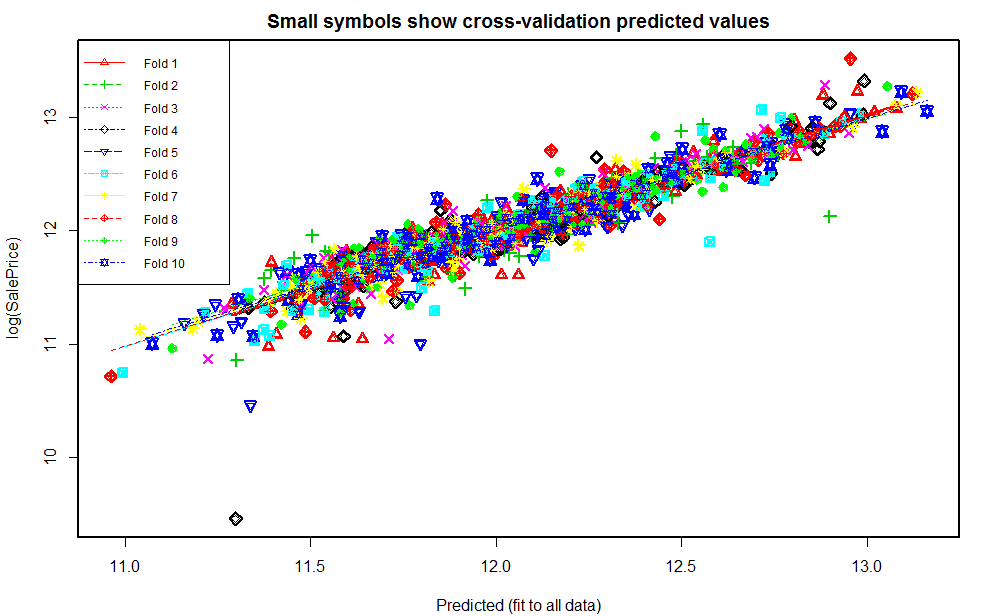 Small symbols show cross-validation predicted values
Fold 1
Fold 2
Fold 3
Fold 4
Fold 5
Fold 6
Fold 7
Fold 8
Fold 9
Fold 10
log(SalePrice)
13
12
11
10
11.0 11.5 12.0 12.5 13.0
Predicted (fit to all data)